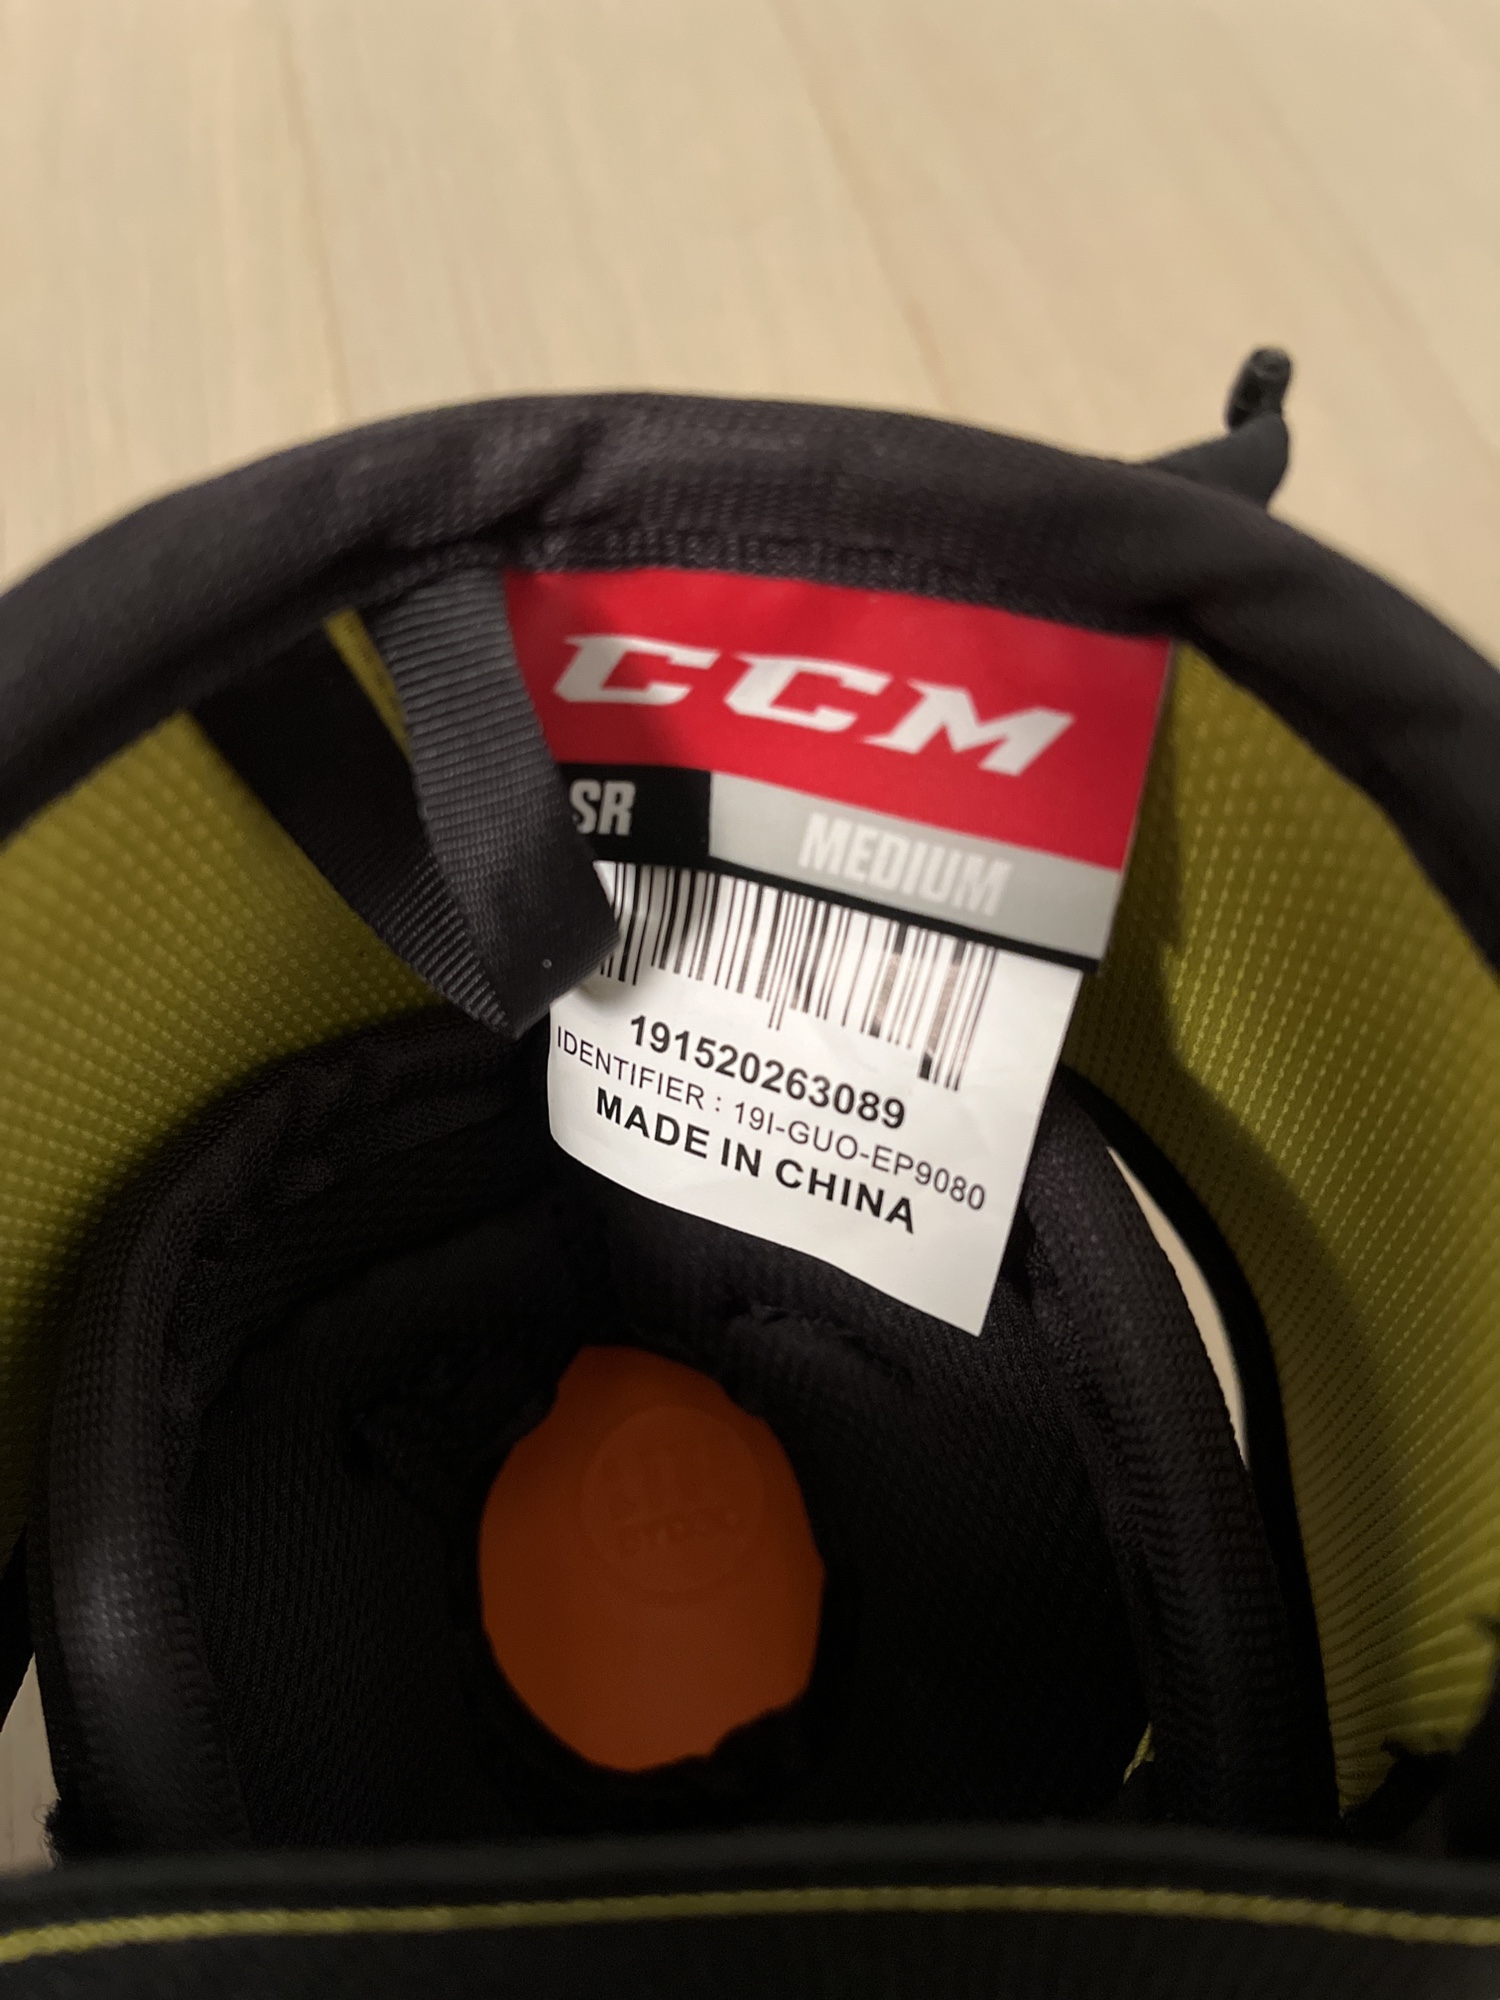 CCM
SR MEDIUM
191520263089
IDENTIFIER : 19I-GUO-EP9080
MADE IN CHINA